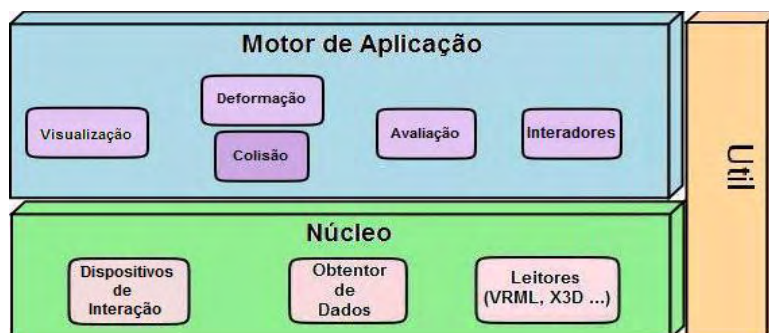 Motor de Aplicação
Deformação
Visualização
Colisão
Avaliação
Interadores
Util
Núcleo
Dispositivos
de
Interação
Obtentor
de
Dados
Leitores
(VRML, X3D ...)